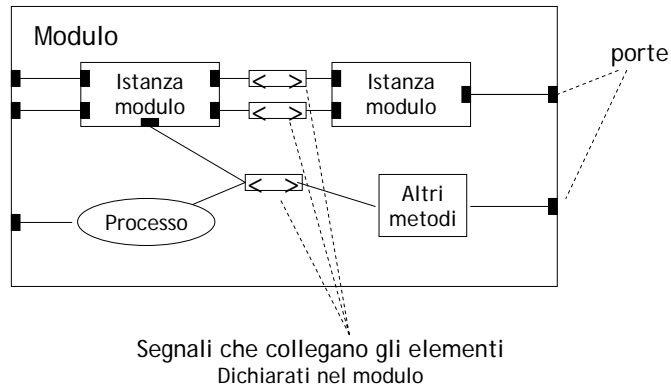 Modulo
porte
Istanza
modulo
< >
Istanza
modulo
< >
< >
Processo
Altri
metodi
Segnali che collegano gli elementi
Dichiarati nel modulo